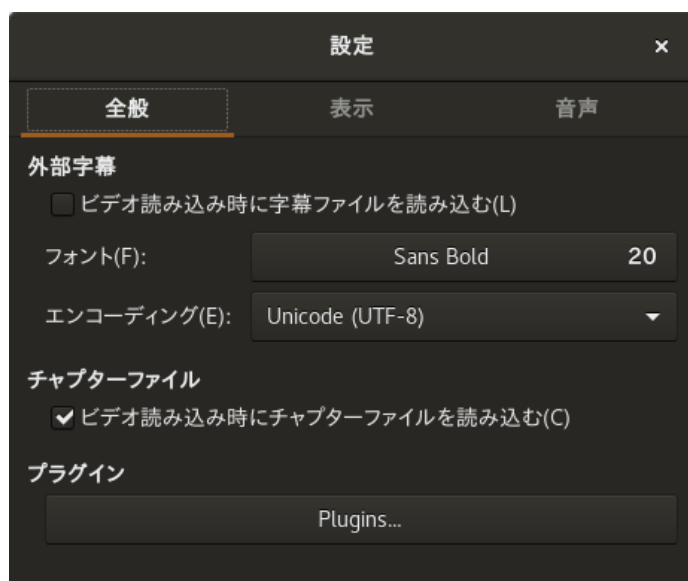 設定
全般 表示 音声
外部字幕
ビデオ読み込み時に字幕ファイルを読み込む(L)
フォント(F): Sans Bold 20
エンコーディング(E): Unicode (UTF-8)
チャプターファイル
ビデオ読み込み時にチャプターファイルを読み込む(C)
プラグイン
Plugins...